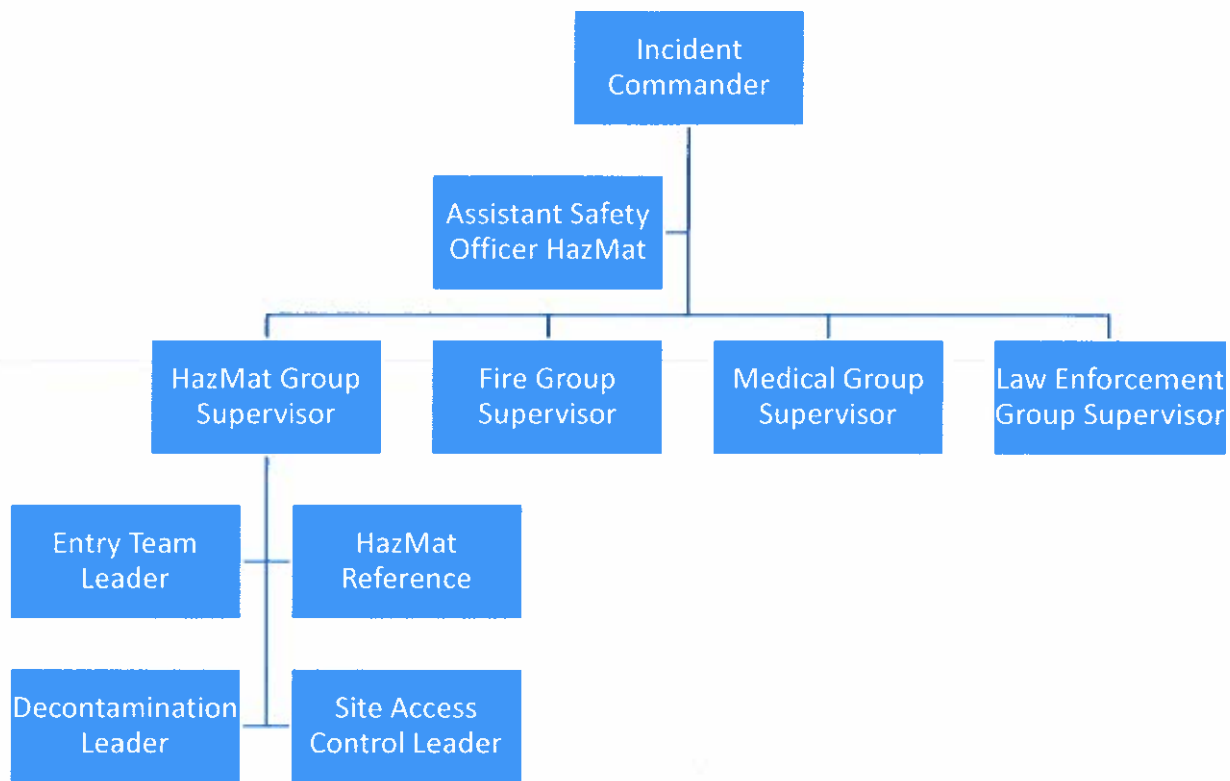 Incident
Commander
Assistant Safety
Officer HazMat
HazMat Group
Supervisor
Fire Group
Supervisor
Medical Group
Supervisor
Law Enforcement
Group Supervisor
Entry Team
Leader
HazMat
Reference
Decontamination
Leader
Site Access
Control Leader